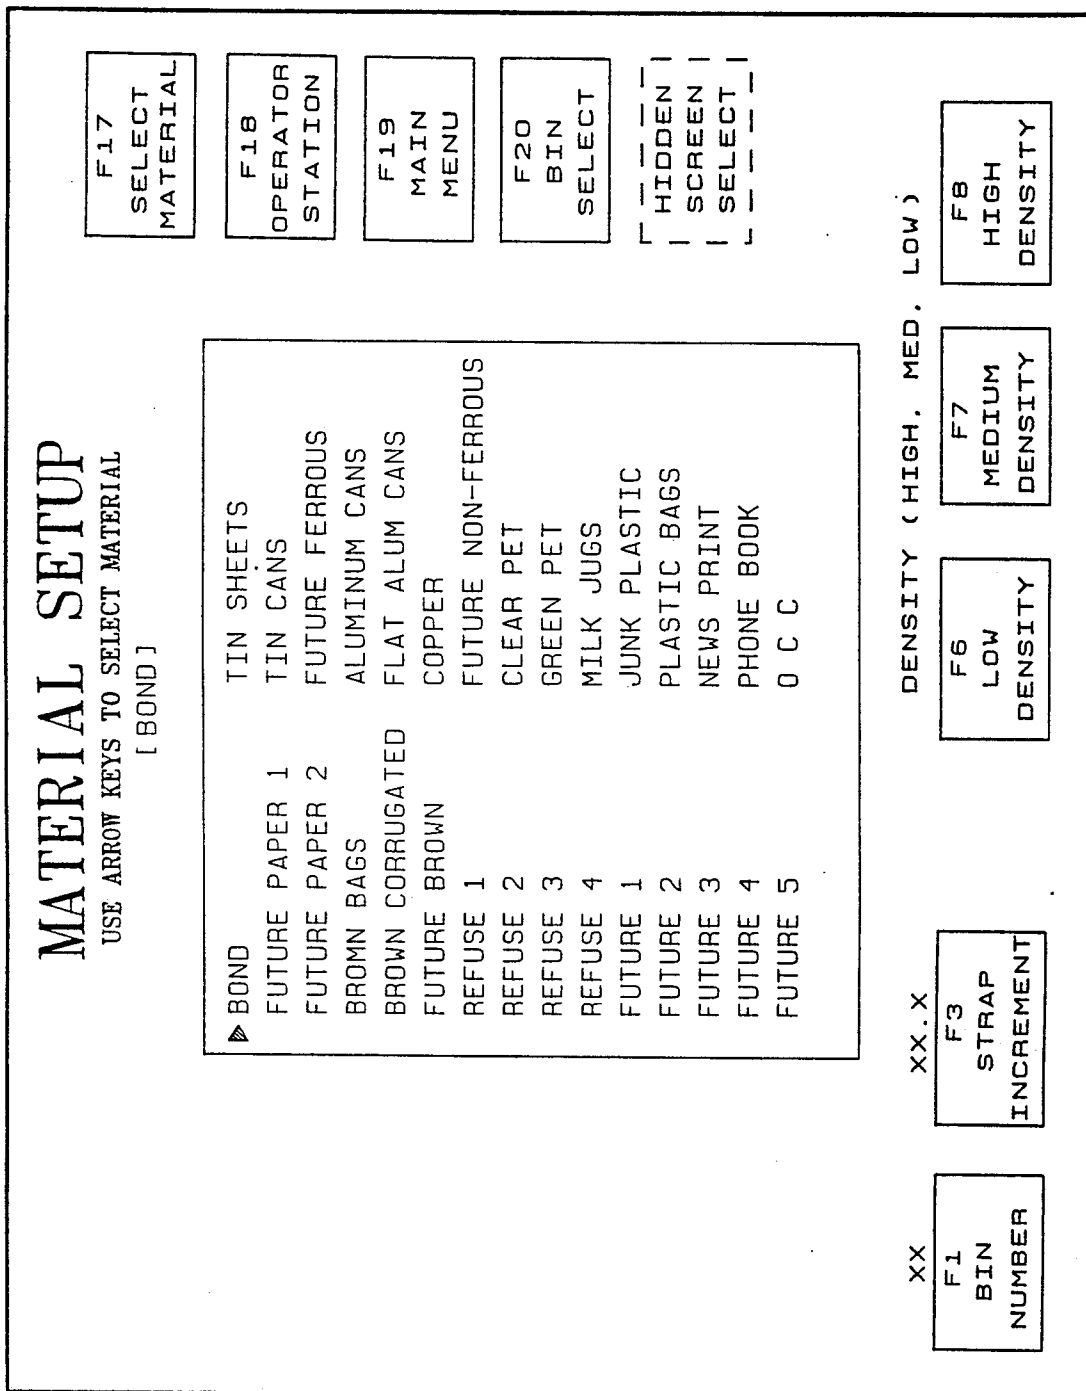 MATERIAL SETUP
USE ARROW KEYS TO SELECT MATERIAL
[BOND]
BOND TIN SHEETS
FUTURE PAPER 1 TIN CANS
FUTURE PAPER 2 FUTURE FERROUS
BROMN BAGS ALUMINUM CANS
BROWN CORRUGATED FLAT ALUM CANS
FUTURE BROWN COPPER
REFUSE 1 FUTURE NON-FERROUS
REFUSE 2 CLEAR PET
REFUSE 3 GREEN PET
REFUSE 4 MILK JUGS
FUTURE 1 JUNK PLASTIC
FUTURE 2 PLASTIC BAGS
FUTURE 3 NEWS PRINT
FUTURE 4 PHONE BOOK
FUTURE 5 O C C
F17
SELECT
MATERIAL
F18
OPERATOR
STATION
F19
MAIN
MENU
F20
BIN
SELECT
HIDDEN
SCREEN
SELECT
XX
F1
BIN
NUMBER
XX.X
F3
STRAP
INCREMENT
DENSITY (HIGH, MED, LOW)
F6
LOW
DENSITY
F7
MEDIUM
DENSITY
F8
HIGH
DENSITY